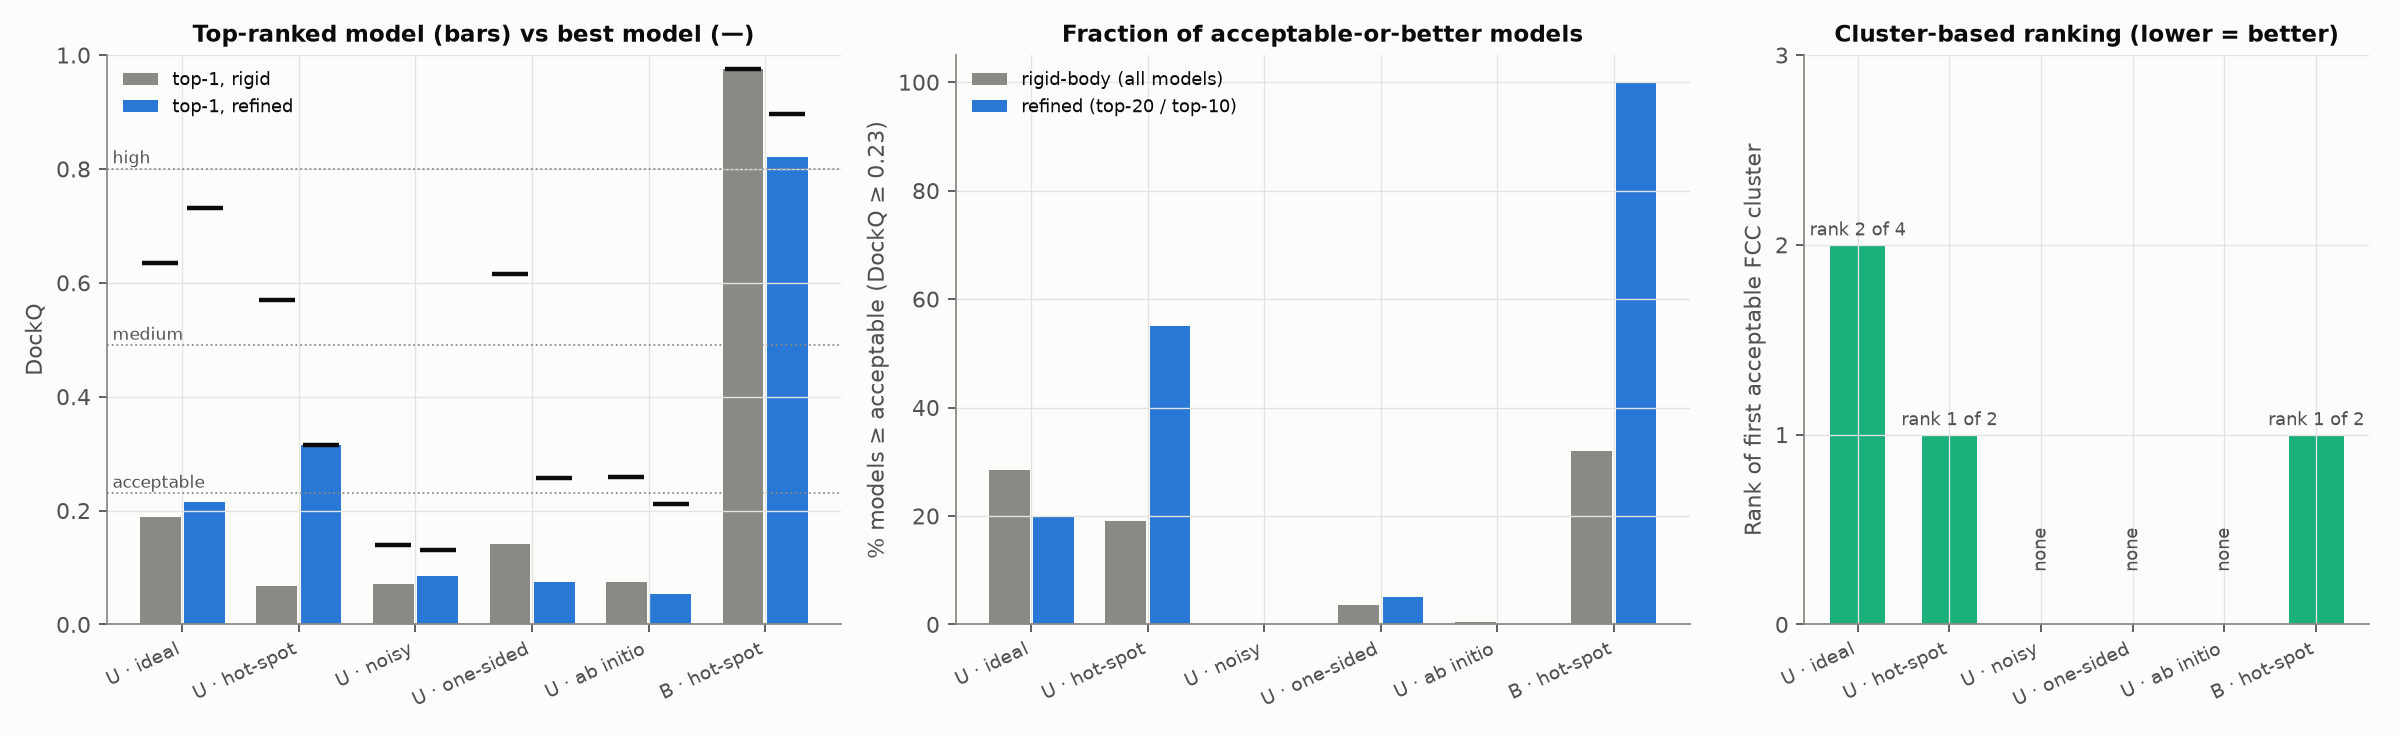 Top-ranked model (bars) vs best model (—)
top-1, rigid
top-1, refined
high
medium
acceptable
DockQ
1.0
0.8
0.6
0.4
0.2
0.0
U · ideal
U · hot-spot
U · noisy
U · one-sided
U · ab initio
B · hot-spot
Fraction of acceptable-or-better models
rigid-body (all models)
refined (top-20 / top-10)
% models ≥ acceptable (DockQ ≥ 0.23)
100
80
60
40
20
0
U · ideal
U · hot-spot
U · noisy
U · one-sided
U · ab initio
B · hot-spot
Cluster-based ranking (lower = better)
Rank of first acceptable FCC cluster
3
2
1
0
rank 2 of 4
rank 1 of 2
none
none
none
rank 1 of 2
U · ideal
U · hot-spot
U · noisy
U · one-sided
U · ab initio
B · hot-spot